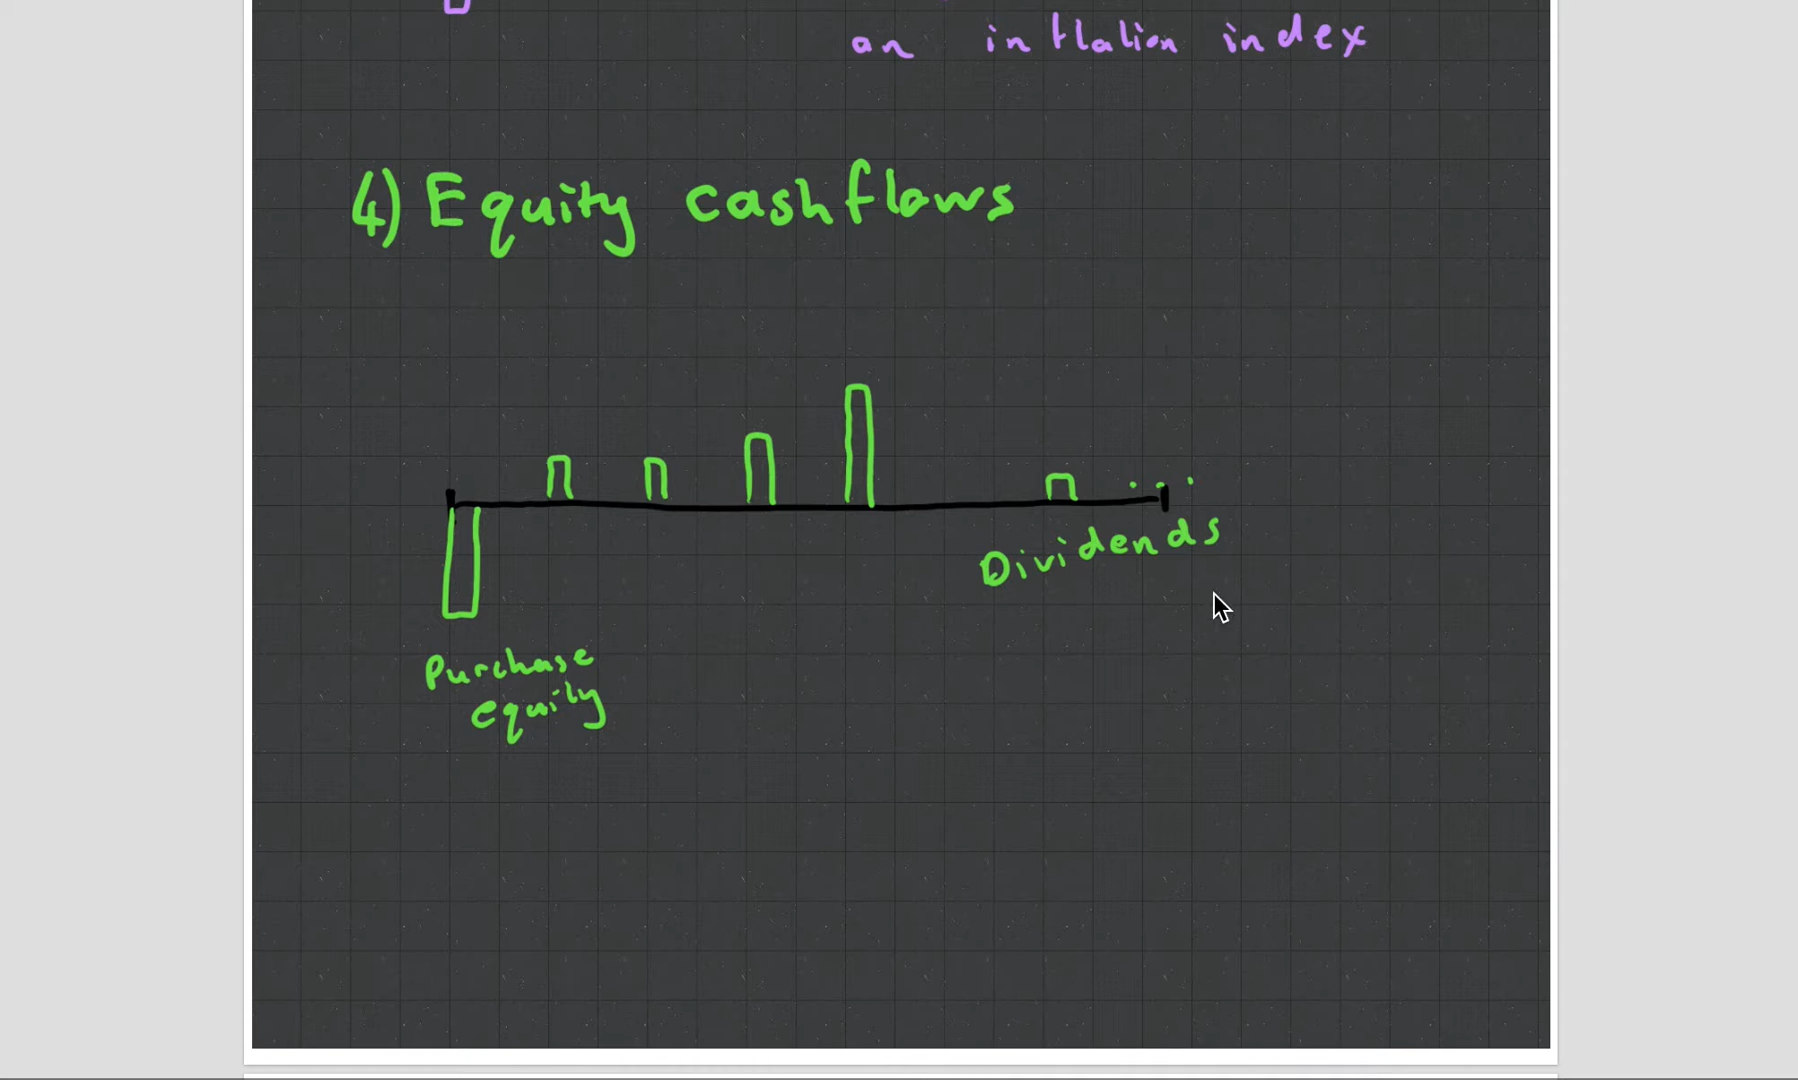 an inflation index
4) Equity cashflows
...
Dividends
Purchase
equity